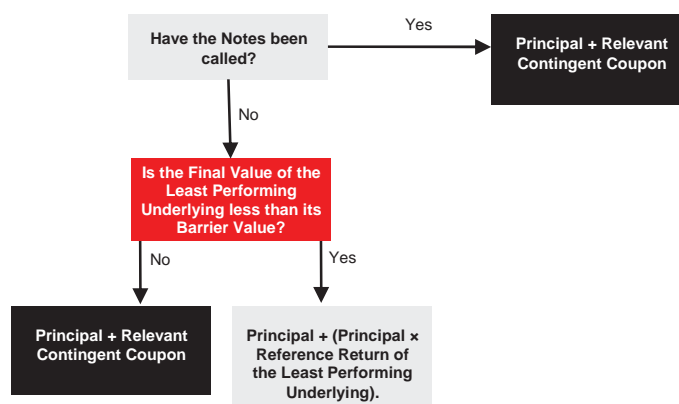 Have the Notes been
called?
Yes
Principal + Relevant
Contingent Coupon
No
Is the Final Value of the
Least Performing
Underlying less than its
Barrier Value?
No
Yes
Principal + Relevant
Contingent Coupon
Principal + (Principal ×
Reference Return of
the Least Performing
Underlying).